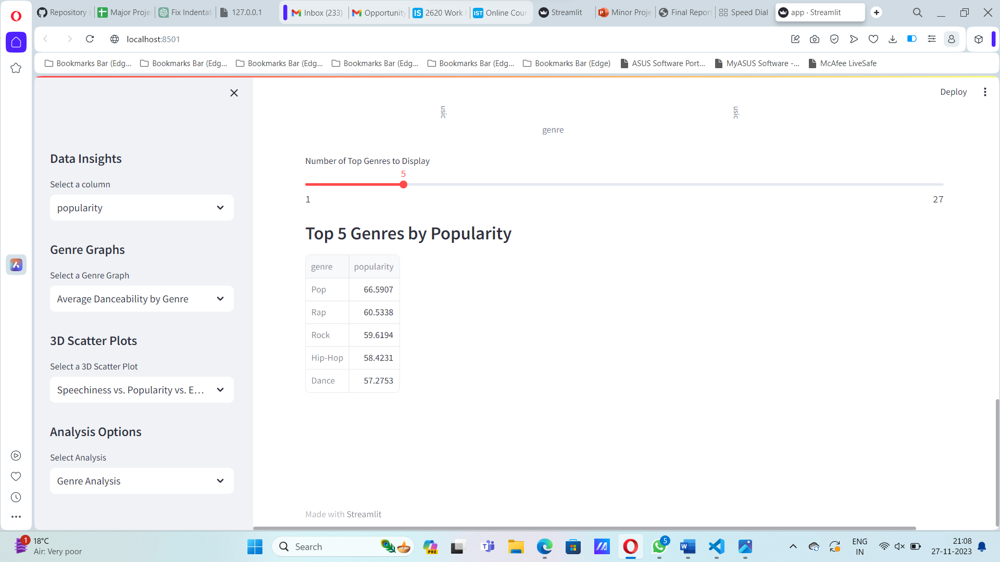 Repository s
Major Proje
Fix Indentat
127.0.0.1
Inbox (233)
Opportunity
IS
2620 Work
IST
Online Cour
Streamlit
Minor Proje
Final Report
Speed Dial
app · Streamlit
localhost:8501
Bookmarks Bar (Edg...
Bookmarks Bar (Edg...
Bookmarks Bar (Edg...
Bookmarks Bar (Edg...
Bookmarks Bar (Edg...
Bookmarks Bar (Edge)
ASUS Software Port...
MyASUS Software -...
McAfee LiveSafe
Deploy
Data Insights
Select a column
popularity
Genre Graphs
Select a Genre Graph
Average Danceability by Genre
3D Scatter Plots
Select a 3D Scatter Plot
Speechiness vs. Popularity vs. E...
Analysis Options
Select Analysis
Genre Analysis
usic
usic
genre
Number of Top Genres to Display
5
1
27
Top 5 Genres by Popularity
genre popularity
Pop 66.5907
Rap 60.5338
Rock 59.6194
Hip-Hop 58.4231
Dance 57.2753
Made with Streamlit
1
18°C
Air: Very poor
Search
PRE
5
ENG
IN
21:08
27-11-2023